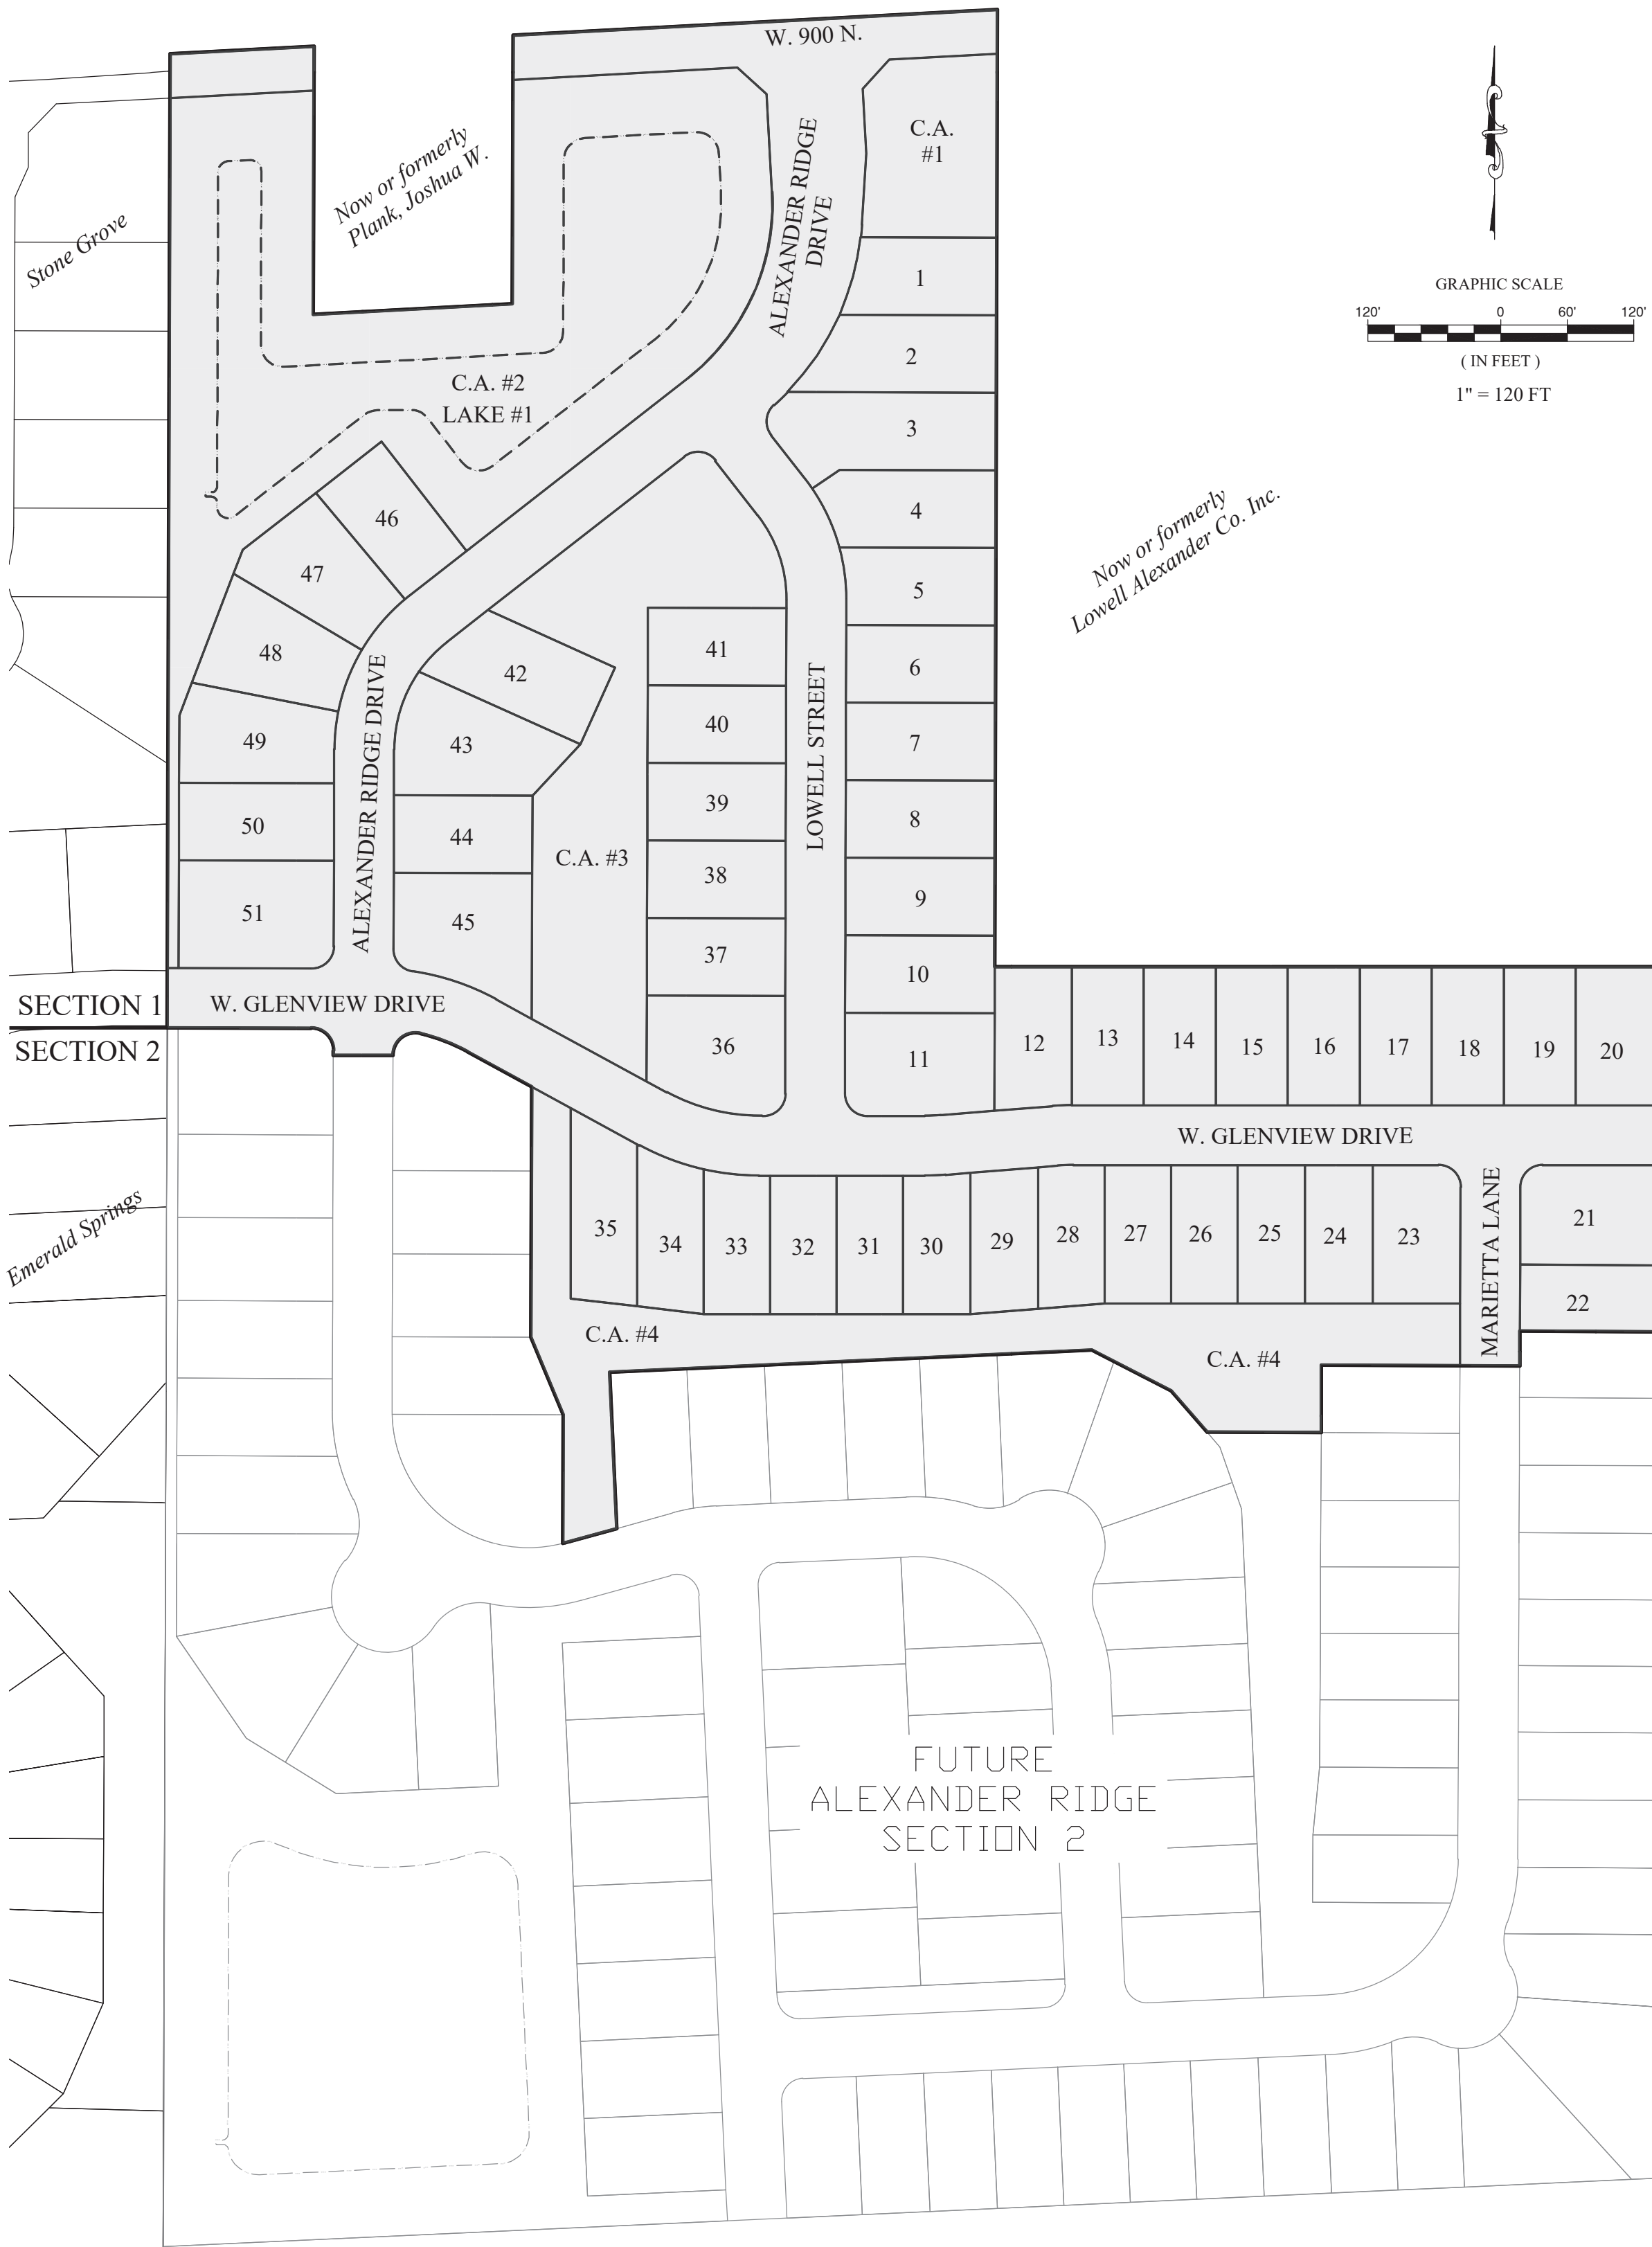 W. 900 N.
C.A.
#1
ALEXANDER RIDGE
DRIVE
Now or formerly
Plank, Joshua W.
Stone Grove
GRAPHIC SCALE
120' 0 60' 120'
( IN FEET )
1" = 120 FT
1
2
3
4
5
6
7
8
9
10
11
C.A. #2
LAKE #1
Now or formerly
Lowell Alexander Co. Inc.
46
47
48
49
50
51
42
43
44
45
ALEXANDER RIDGE DRIVE
C.A. #3
41
40
39
38
37
36
LOWELL STREET
SECTION 1
SECTION 2
W. GLENVIEW DRIVE
12 13 14 15 16 17 18 19 20
W. GLENVIEW DRIVE
35 34 33 32 31 30 29 28 27 26 25 24 23
MARIETTA LANE
21
22
Emerald Springs
C.A. #4
C.A. #4
FUTURE
ALEXANDER RIDGE
SECTION 2